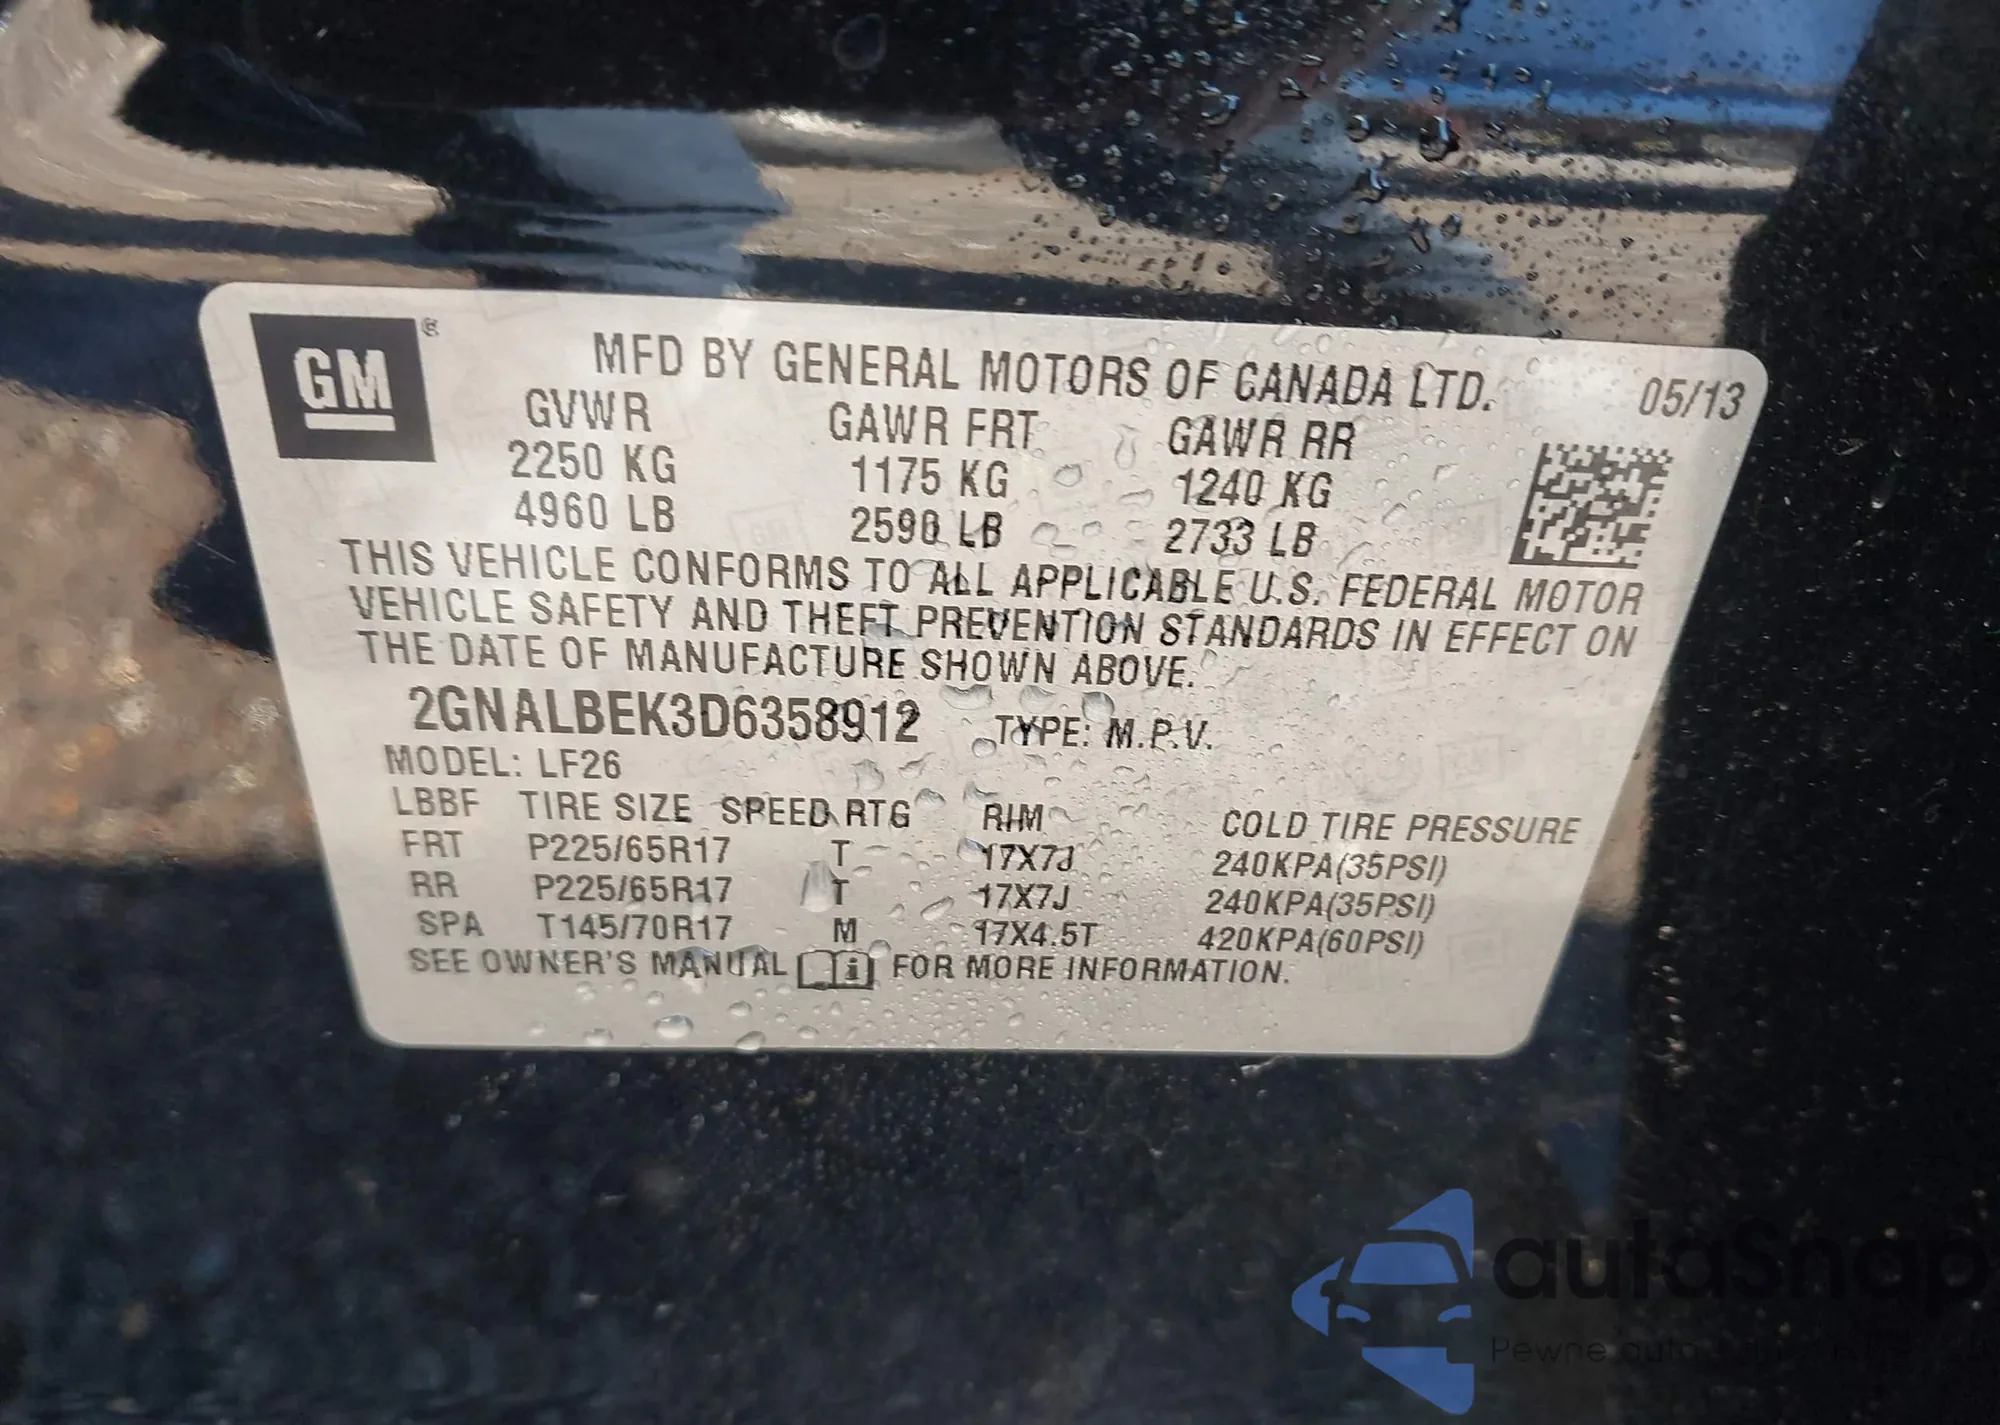 GM ®
MFD BY GENERAL MOTORS OF CANADA LTD.
05/13
GVWR GAWR FRT GAWR RR
2250 KG 1175 KG 1240 KG
4960 LB 2590 LB 2733 LB
THIS VEHICLE CONFORMS TO ALL APPLICABLE U.S. FEDERAL MOTOR
VEHICLE SAFETY AND THEFT PREVENTION STANDARDS IN EFFECT ON
THE DATE OF MANUFACTURE SHOWN ABOVE.
2GNALBEK3D6358912 TYPE: M.P.V.
MODEL: LF26
LBBF TIRE SIZE SPEED RTG RIM COLD TIRE PRESSURE
FRT P225/65R17 T 17X7J 240KPA(35PSI)
RR P225/65R17 T 17X7J 240KPA(35PSI)
SPA T145/70R17 M 17X4.5T 420KPA(60PSI)
SEE OWNER'S MANUAL i FOR MORE INFORMATION.
autasnap
Pewne auto